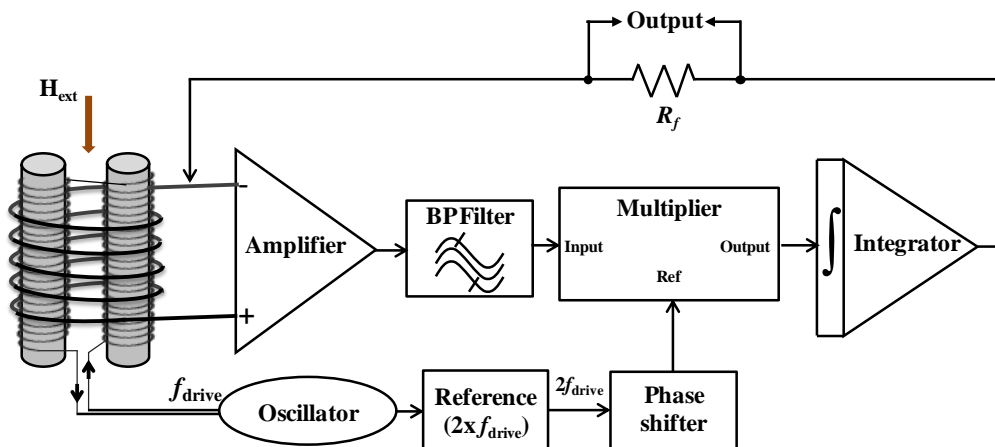 Output
R_f
H_ext
-
Amplifier
+
BPFilter
Multiplier
Input
Output
Ref
∫
Integrator
f_drive
Oscillator
Reference
(2x f_drive)
2f_drive
Phase
shifter